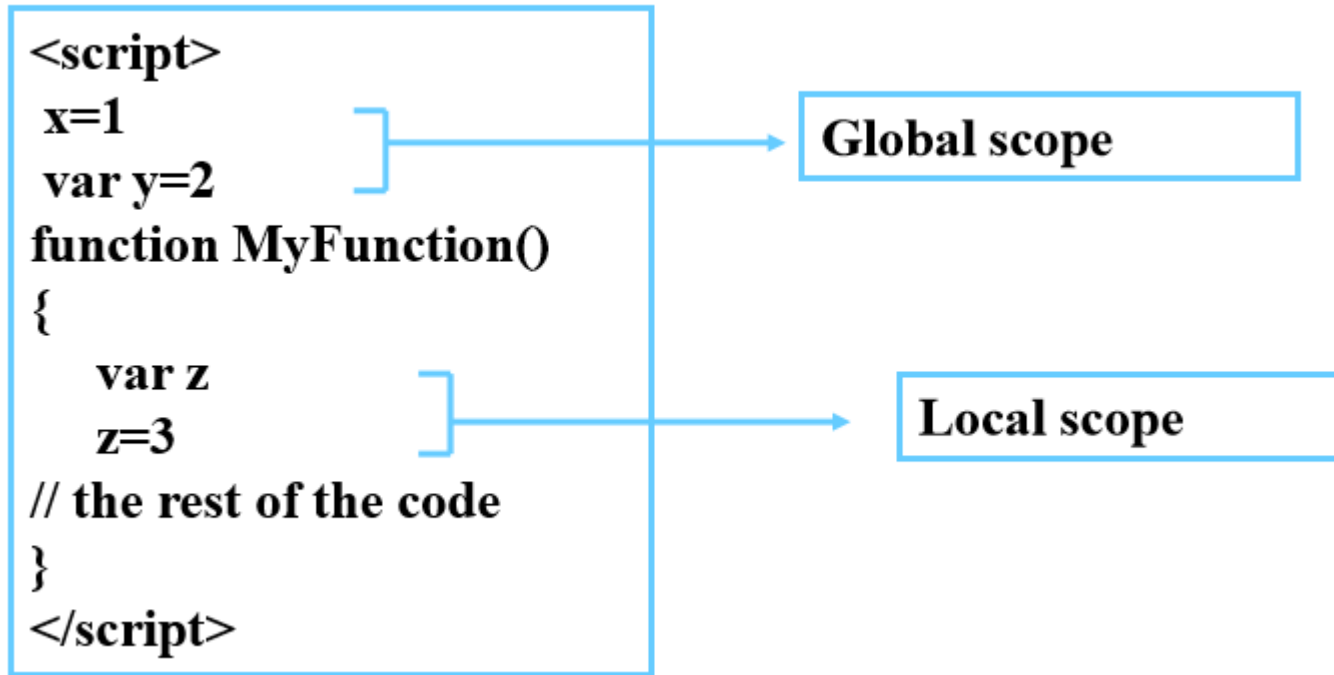 <script>
x=1
var y=2
function MyFunction()
{
var z
z=3
// the rest of the code
}
</script>
Global scope
Local scope